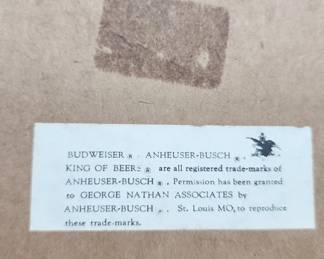 BUDWEISER ®, ANHEUSER-BUSCH ®,
KING OF BEERS ® are all registered trade-marks of
ANHEUSER-BUSCH ®. Permission has been granted
to GEORGE NATHAN ASSOCIATES by
ANHEUSER-BUSCH ®. St. Louis MO, to reproduce
these trade-marks.